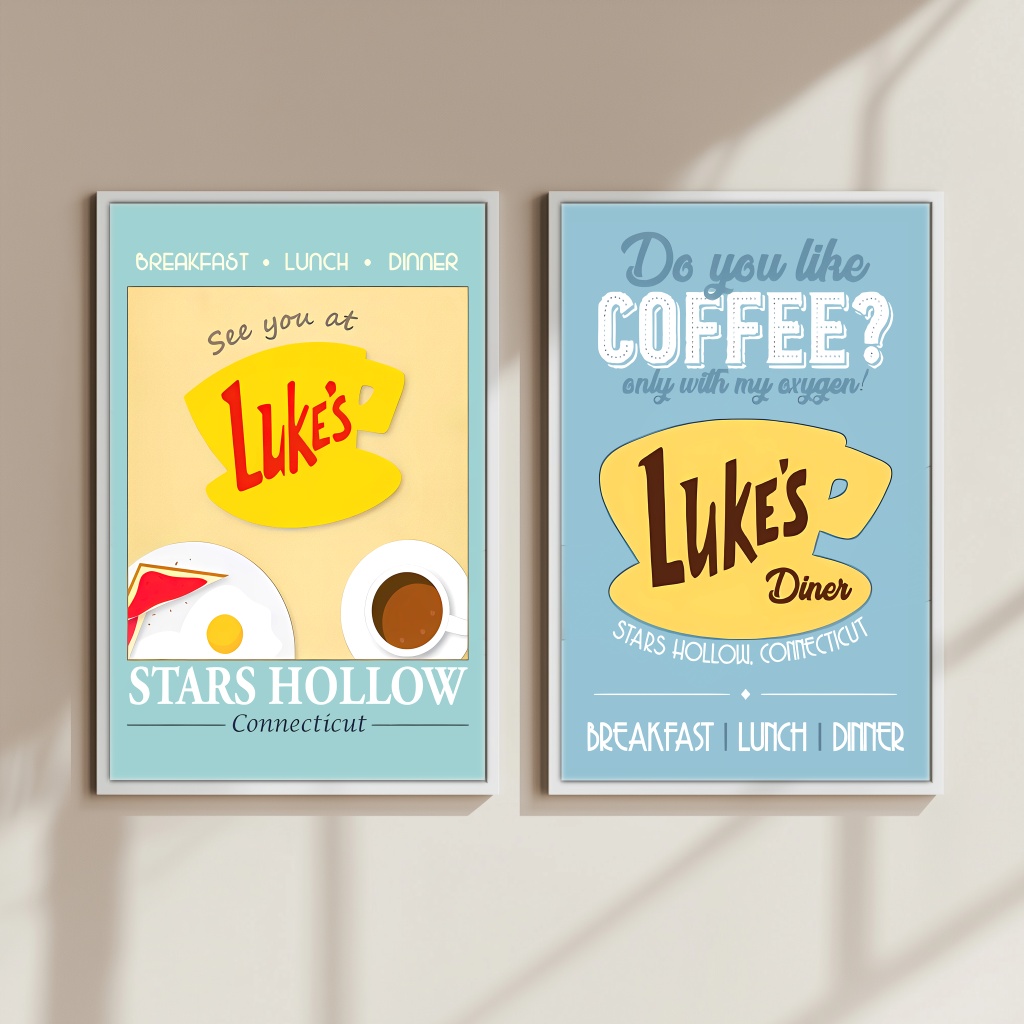 BREAKFAST • LUNCH • DINNER
See you at
LUKE'S
STARS HOLLOW
Connecticut
Do you like
COFFEE?
only with my oxygen!
LUKE'S
Diner
STARS HOLLOW, CONNECTICUT
BREAKFAST | LUNCH | DINNER